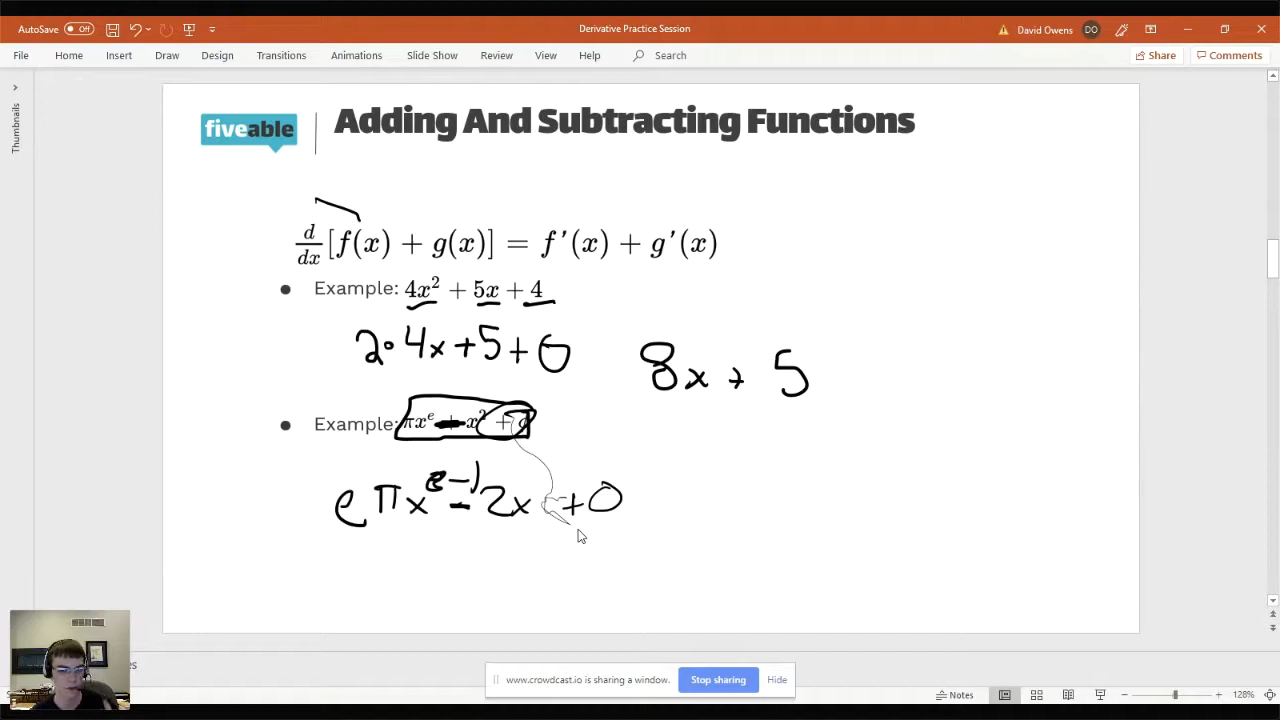 AutoSave Off
Derivative Practice Session
David Owens DO
File Home Insert Draw Design Transitions Animations Slide Show Review View Help Search Share Comments
Thumbnails
fiveable
Adding And Subtracting Functions
d/dx [f(x) + g(x)] = f'(x) + g'(x)
● Example: 4x² + 5x + 4
2•4x+5+0
8x + 5
● Example: πx^e - x² +
eπx^(e-1) - 2x +0
www.crowdcast.io is sharing a window. Stop sharing Hide
Notes
128%